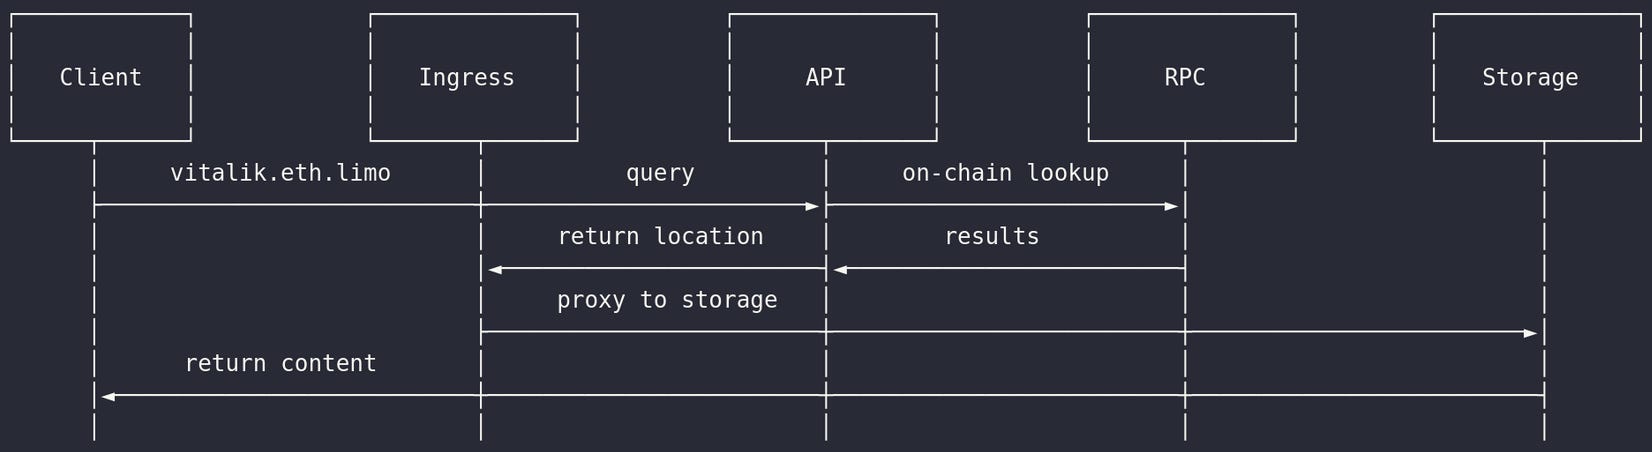 Client Ingress API RPC Storage
vitalik.eth.limo query on-chain lookup
return location results
proxy to storage
return content